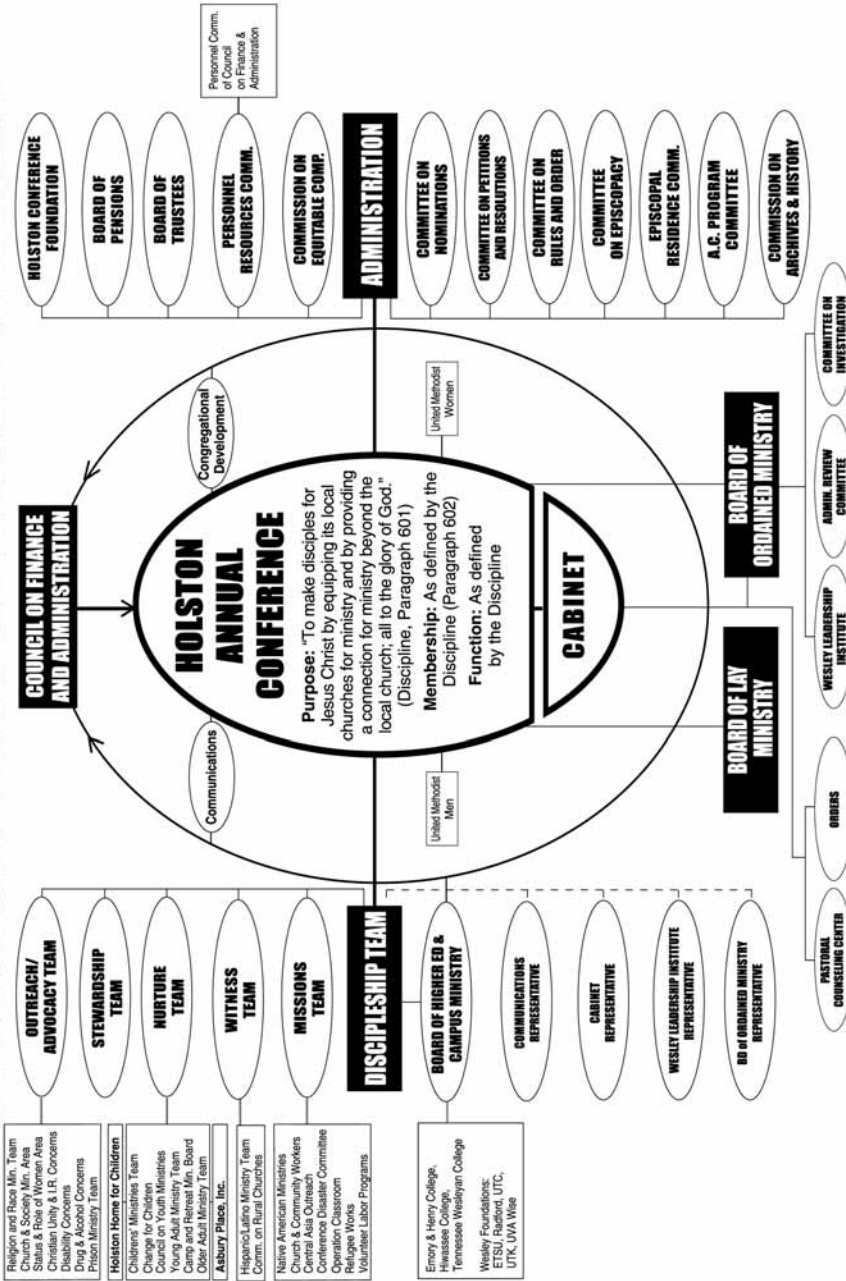 COUNCIL ON FINANCE
AND ADMINISTRATION
Communications
Congregational
Development
HOLSTON
ANNUAL
CONFERENCE
Purpose: "To make disciples for
Jesus Christ by equipping its local
churches for ministry and by providing
a connection for ministry beyond the
local church; all to the glory of God."
(Discipline, Paragraph 601)
Membership: As defined by the
Discipline (Paragraph 602)
Function: As defined
by the Discipline
CABINET
United Methodist
Men
United Methodist
Women
Religion and Race Min. Team
Church & Society Min. Area
Status & Role of Women Area
Christian Unity & I.R. Concerns
Disability Concerns
Drug & Alcohol Concerns
Prison Ministry Team
OUTREACH/
ADVOCACY TEAM
STEWARDSHIP
TEAM
Holston Home for Children
Childrens' Ministries Team
Change for Children
Council on Youth Ministries
Young Adult Ministry Team
Camp and Retreat Min. Board
Older Adult Ministry Team
Asbury Place, Inc.
NURTURE
TEAM
Hispanic/Latino Ministry Team
Comm. on Rural Churches
WITNESS
TEAM
Native American Ministries
Church & Community Workers
Central Asia Outreach
Conference Disaster Committee
Operation Classroom
Refugee Works
Volunteer Labor Programs
MISSIONS
TEAM
DISCIPLESHIP TEAM
Emory & Henry College,
Hiwassee College,
Tennessee Wesleyan College
Wesley Foundations:
ETSU, Radford, UTC,
UTK, UVA Wise
BOARD OF HIGHER ED &
CAMPUS MINISTRY
COMMUNICATIONS
REPRESENTATIVE
CABINET
REPRESENTATIVE
WESLEY LEADERSHIP INSTITUTE
REPRESENTATIVE
BD of ORDAINED MINISTRY
REPRESENTATIVE
HOLSTON CONFERENCE
FOUNDATION
BOARD OF
PENSIONS
BOARD OF
TRUSTEES
PERSONNEL
RESOURCES COMM.
Personnel Comm.
of Council
on Finance &
Administration
COMMISSION ON
EQUITABLE COMP.
ADMINISTRATION
COMMITTEE ON
NOMINATIONS
COMMITTEE ON PETITIONS
AND RESOLUTIONS
COMMITTEE ON
RULES AND ORDER
COMMITTEE
ON EPISCOPACY
EPISCOPAL
RESIDENCE COMM.
A.C. PROGRAM
COMMITTEE
COMMISSION ON
ARCHIVES & HISTORY
BOARD OF LAY
MINISTRY
BOARD OF
ORDAINED MINISTRY
PASTORAL
COUNSELING CENTER
ORDERS
WESLEY LEADERSHIP
INSTITUTE
ADMIN. REVIEW
COMMITTEE
COMMITTEE ON
INVESTIGATION